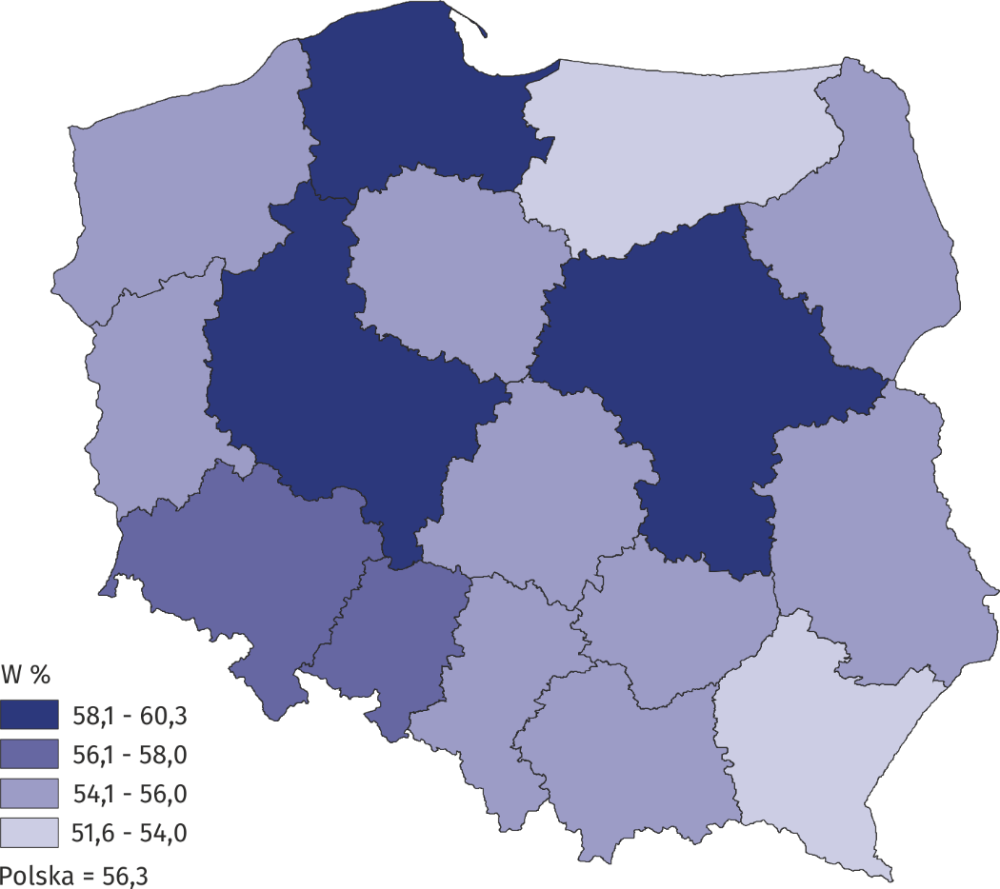 W %
58,1 - 60,3
56,1 - 58,0
54,1 - 56,0
51,6 - 54,0
Polska = 56,3